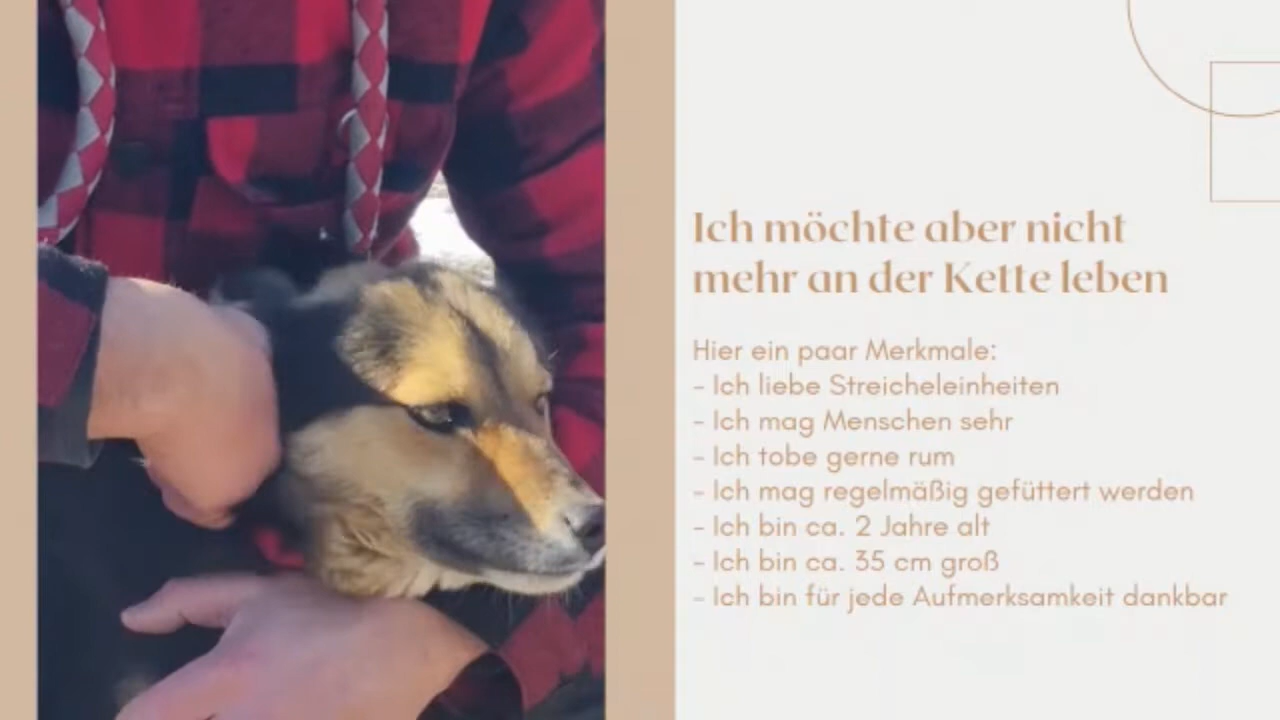 Ich möchte aber nicht
mehr an der Kette leben
Hier ein paar Merkmale:
- Ich liebe Streicheleinheiten
- Ich mag Menschen sehr
- Ich tobe gerne rum
- Ich mag regelmäßig gefüttert werden
- Ich bin ca. 2 Jahre alt
- Ich bin ca. 35 cm groß
- Ich bin für jede Aufmerksamkeit dankbar